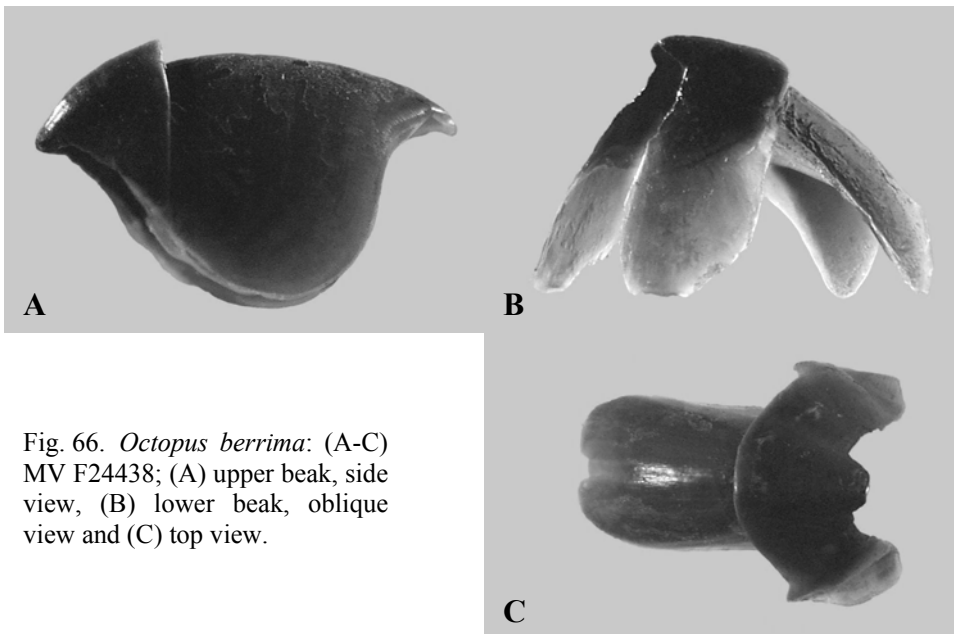 A
B
Fig. 66. Octopus berrima: (A-C)
MV F24438; (A) upper beak, side
view, (B) lower beak, oblique
view and (C) top view.
C